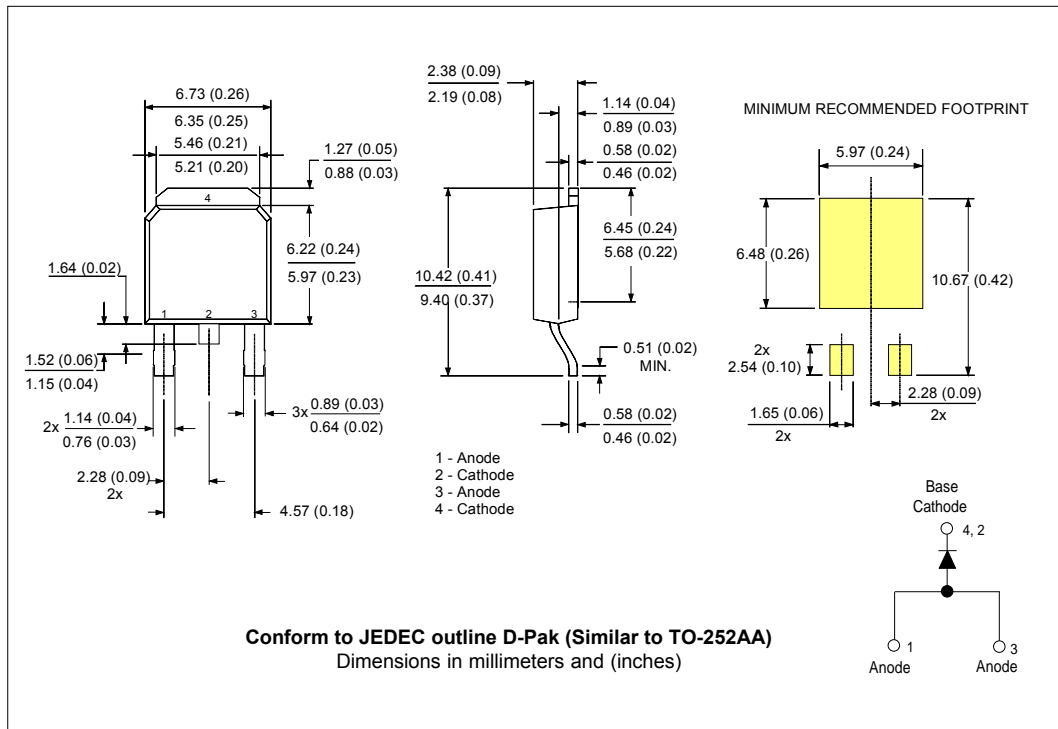 6.73 (0.26)
6.35 (0.25)
5.46 (0.21)
5.21 (0.20)
1.27 (0.05)
0.88 (0.03)
4
6.22 (0.24)
5.97 (0.23)
1.64 (0.02)
1 2 3
1.52 (0.06)
1.15 (0.04)
2x 1.14 (0.04)
0.76 (0.03)
3x 0.89 (0.03)
0.64 (0.02)
2.28 (0.09)
2x
4.57 (0.18)
2.38 (0.09)
2.19 (0.08)
1.14 (0.04)
0.89 (0.03)
0.58 (0.02)
0.46 (0.02)
6.45 (0.24)
5.68 (0.22)
10.42 (0.41)
9.40 (0.37)
0.51 (0.02)
MIN.
0.58 (0.02)
0.46 (0.02)
1 - Anode
2 - Cathode
3 - Anode
4 - Cathode
MINIMUM RECOMMENDED FOOTPRINT
5.97 (0.24)
6.48 (0.26)
10.67 (0.42)
2x
2.54 (0.10)
2.28 (0.09)
2x
1.65 (0.06)
2x
Base
Cathode
4, 2
1
Anode
3
Anode
Conform to JEDEC outline D-Pak (Similar to TO-252AA)
Dimensions in millimeters and (inches)